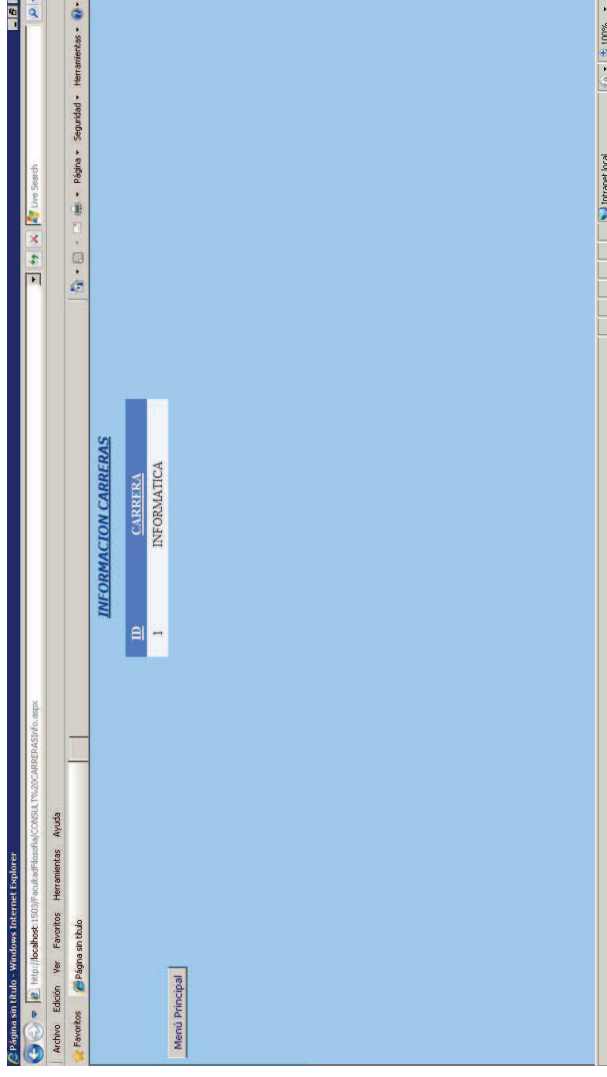 Página sin título - Windows Internet Explorer
http://localhost:1503/FacultadFilosofia/CONSULT%20CARRERASInfo.aspx
Live Search
Archivo Edición Ver Favoritos Herramientas Ayuda
Favoritos Página sin título Página Seguridad Herramientas
INFORMACION CARRERAS
ID CARRERA
1 INFORMATICA
Menú Principal
Intranet local 100%